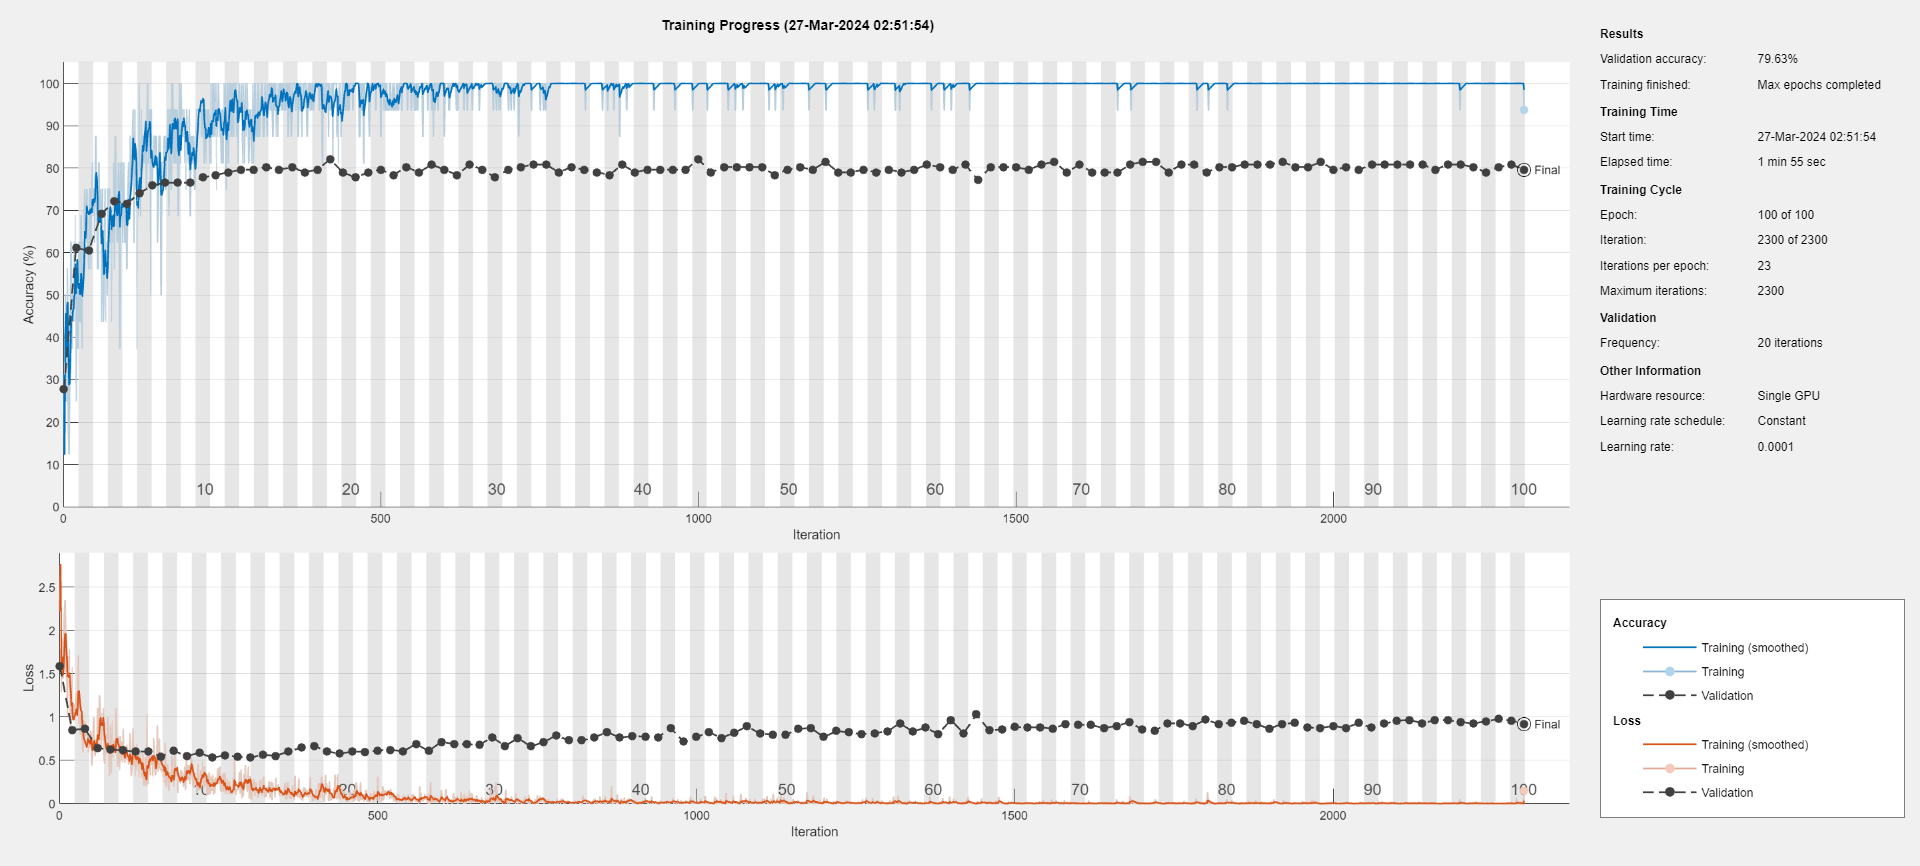 Training Progress (27-Mar-2024 02:51:54)
Accuracy (%)
100
90
80
70
60
50
40
30
20
10
0
Final
10 20 30 40 50 60 70 80 90 100
0 500 1000 1500 2000
Iteration
Loss
2.5
2
1.5
1
0.5
0
Final
10 20 30 40 50 60 70 80 90 100
0 500 1000 1500 2000
Iteration
Results
Validation accuracy: 79.63%
Training finished: Max epochs completed
Training Time
Start time: 27-Mar-2024 02:51:54
Elapsed time: 1 min 55 sec
Training Cycle
Epoch: 100 of 100
Iteration: 2300 of 2300
Iterations per epoch: 23
Maximum iterations: 2300
Validation
Frequency: 20 iterations
Other Information
Hardware resource: Single GPU
Learning rate schedule: Constant
Learning rate: 0.0001
Accuracy
Training (smoothed)
Training
Validation
Loss
Training (smoothed)
Training
Validation